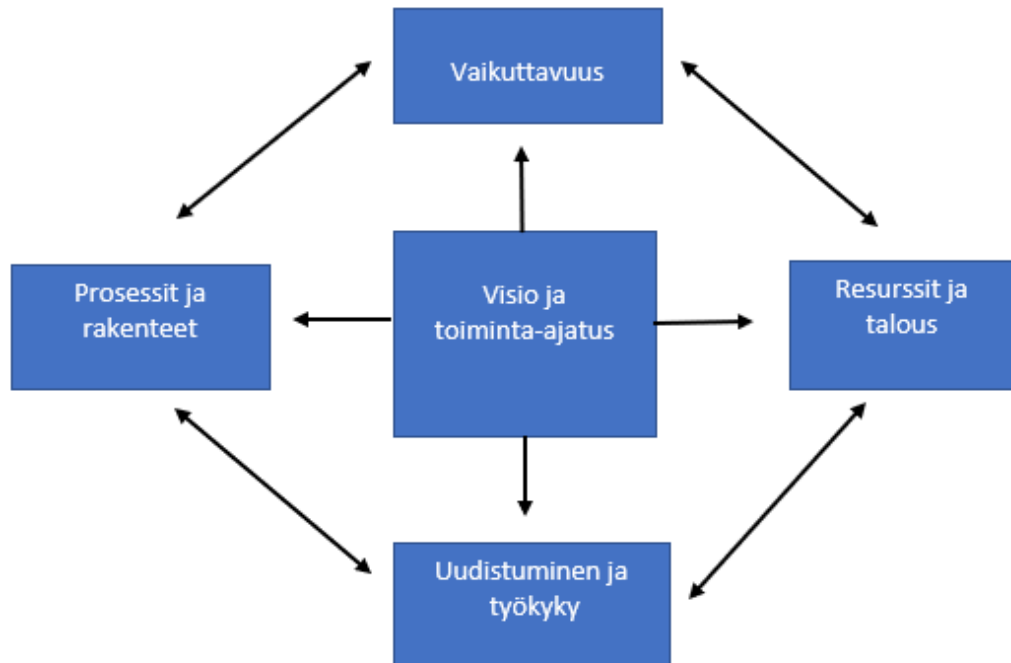 Vaikuttavuus
Prosessit ja
rakenteet
Visio ja
toiminta-ajatus
Resurssit ja
talous
Uudistuminen ja
työkyky